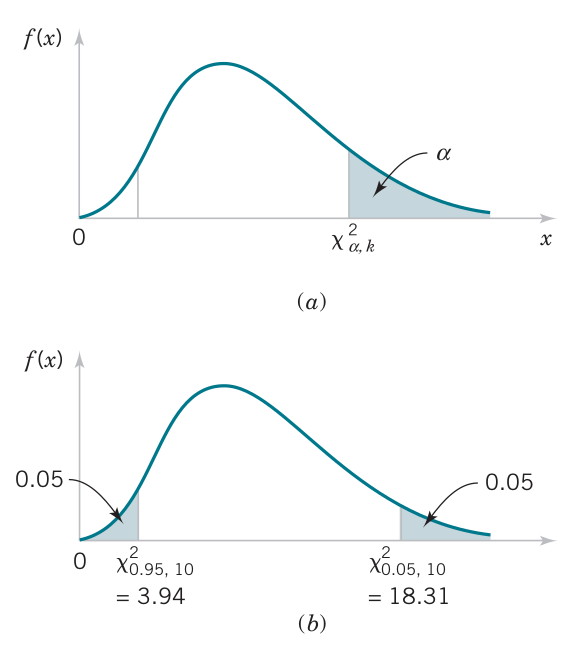 f(x)
α
0
χ²α, k
x
(a)
f(x)
0.05
0.05
0
χ²0.95, 10
= 3.94
χ²0.05, 10
= 18.31
(b)